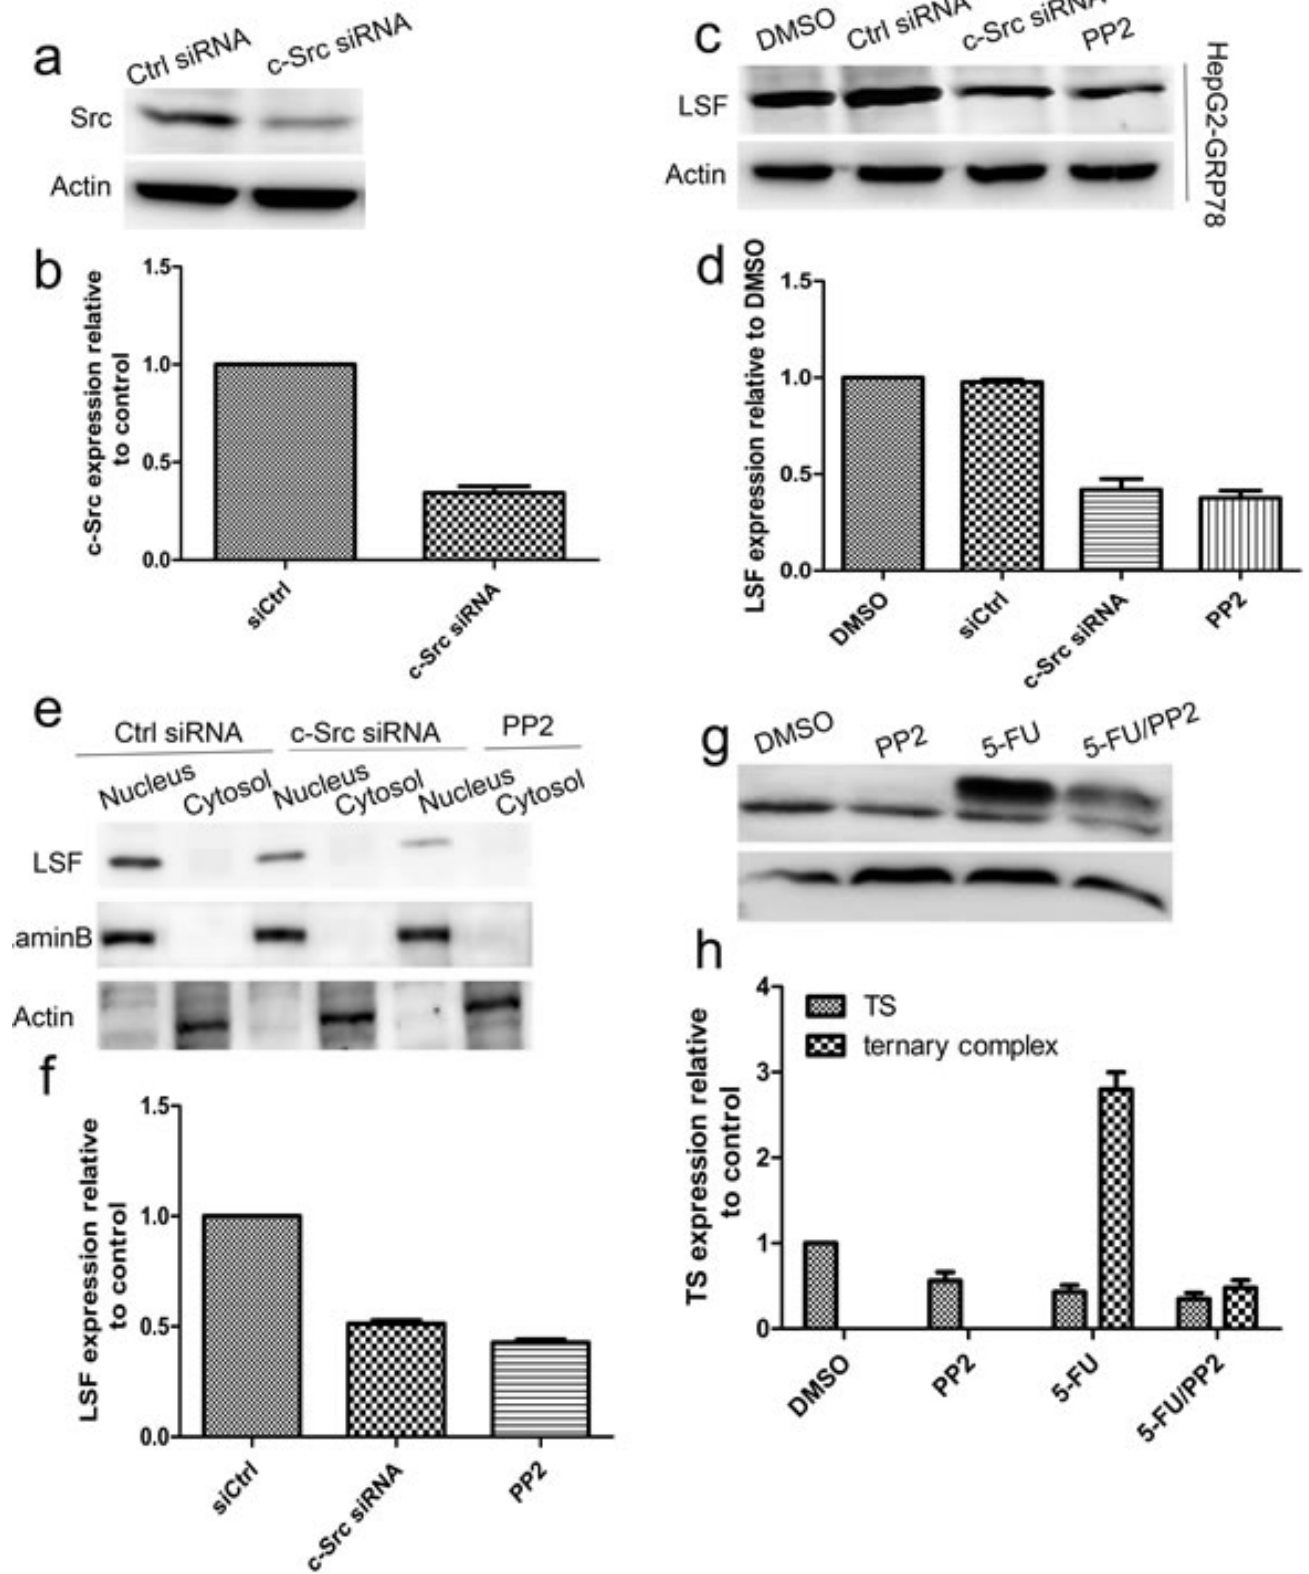 a
Ctrl siRNA c-Src siRNA
Src
Actin
b
c-Src expression relative
to control
1.5
1.0
0.5
0.0
siCtrl c-Src siRNA
c
DMSO Ctrl siRNA c-Src siRNA PP2
LSF
Actin
HepG2-GRP78
d
LSF expression relative to DMSO
1.5
1.0
0.5
0.0
DMSO siCtrl c-Src siRNA PP2
e
Ctrl siRNA c-Src siRNA PP2
Nucleus Cytosol Nucleus Cytosol Nucleus Cytosol
LSF
aminB
Actin
f
LSF expression relative
to control
1.5
1.0
0.5
0.0
siCtrl c-Src siRNA PP2
g
DMSO PP2 5-FU 5-FU/PP2
h
TS expression relative
to control
4
3
2
1
0
TS
ternary complex
DMSO PP2 5-FU 5-FU/PP2